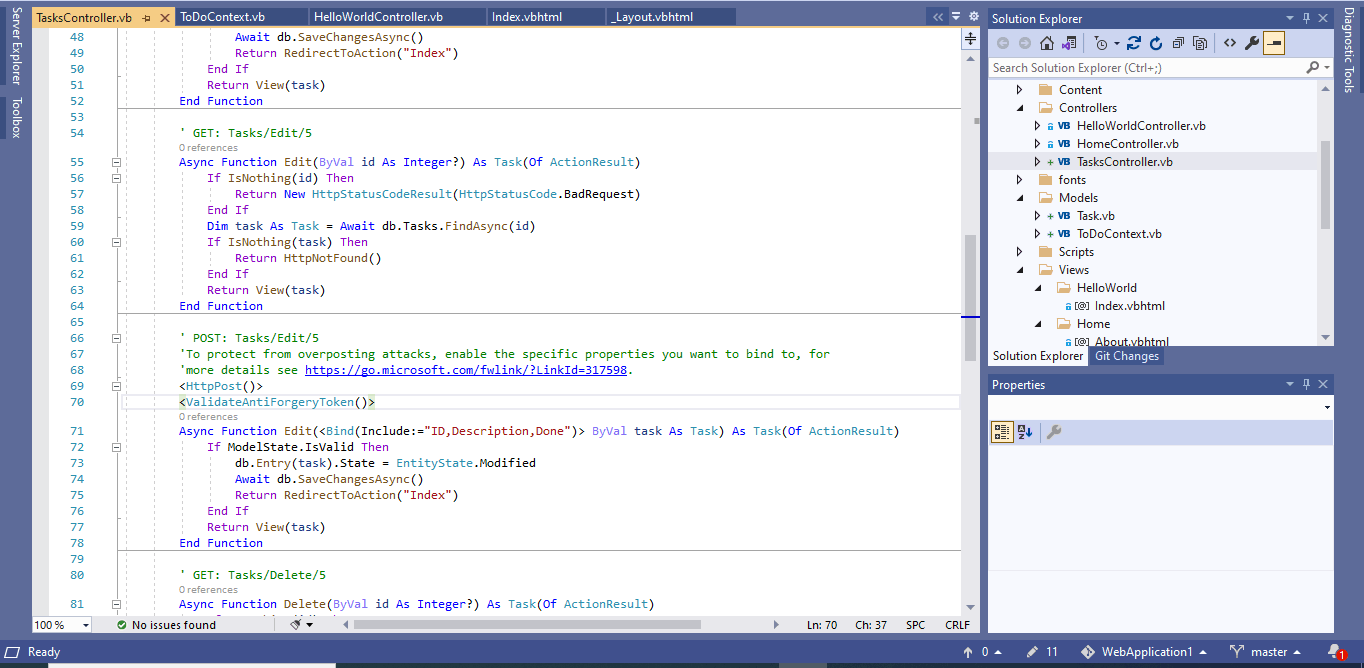 Server Explorer
Toolbox
TasksController.vb
ToDoContext.vb
HelloWorldController.vb
Index.vbhtml
_Layout.vbhtml
48 Await db.SaveChangesAsync()
49 Return RedirectToAction("Index")
50 End If
51 Return View(task)
52 End Function
53
54 ' GET: Tasks/Edit/5
0 references
55 Async Function Edit(ByVal id As Integer?) As Task(Of ActionResult)
56 If IsNothing(id) Then
57 Return New HttpStatusCodeResult(HttpStatusCode.BadRequest)
58 End If
59 Dim task As Task = Await db.Tasks.FindAsync(id)
60 If IsNothing(task) Then
61 Return HttpNotFound()
62 End If
63 Return View(task)
64 End Function
65
66 ' POST: Tasks/Edit/5
67 'To protect from overposting attacks, enable the specific properties you want to bind to, for
68 'more details see https://go.microsoft.com/fwlink/?LinkId=317598.
69 <HttpPost()>
70 <ValidateAntiForgeryToken()>
0 references
71 Async Function Edit(<Bind(Include:="ID,Description,Done")> ByVal task As Task) As Task(Of ActionResult)
72 If ModelState.IsValid Then
73 db.Entry(task).State = EntityState.Modified
74 Await db.SaveChangesAsync()
75 Return RedirectToAction("Index")
76 End If
77 Return View(task)
78 End Function
79
80 ' GET: Tasks/Delete/5
0 references
81 Async Function Delete(ByVal id As Integer?) As Task(Of ActionResult)
100 %
No issues found
Ln: 70
Ch: 37
SPC
CRLF
Solution Explorer
Search Solution Explorer (Ctrl+;)
Content
Controllers
VB HelloWorldController.vb
VB HomeController.vb
+ VB TasksController.vb
fonts
Models
+ VB Task.vb
+ VB ToDoContext.vb
Scripts
Views
HelloWorld
[@] Index.vbhtml
Home
[@] About.vbhtml
Solution Explorer
Git Changes
Properties
Diagnostic Tools
Ready
0
11
WebApplication1
master
1